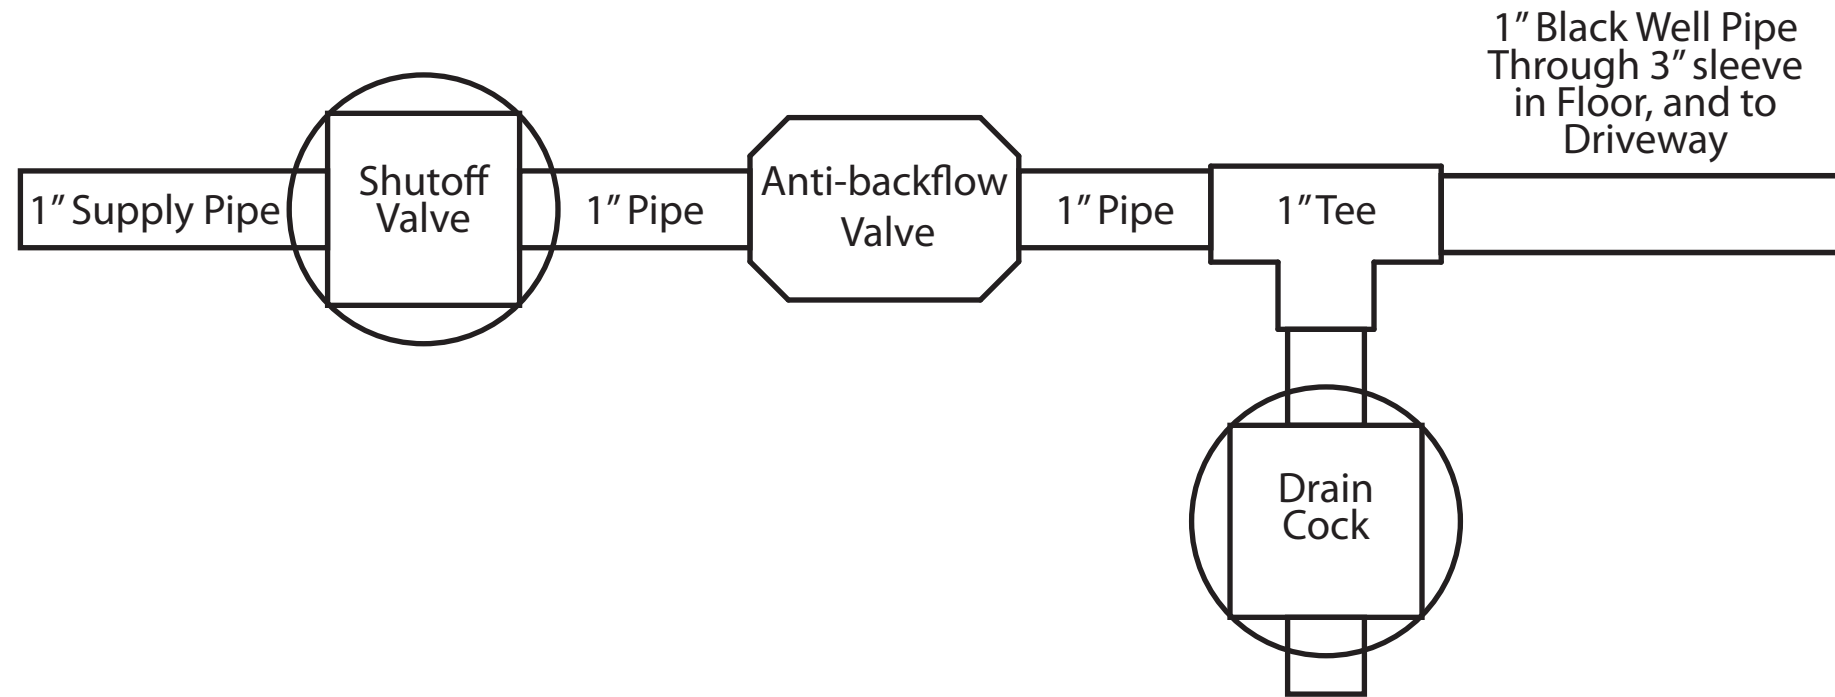 1” Black Well Pipe
Through 3” sleeve
in Floor, and to
Driveway
1” Supply Pipe
Shutoff
Valve
1” Pipe
Anti-backflow
Valve
1” Pipe
1” Tee
Drain
Cock